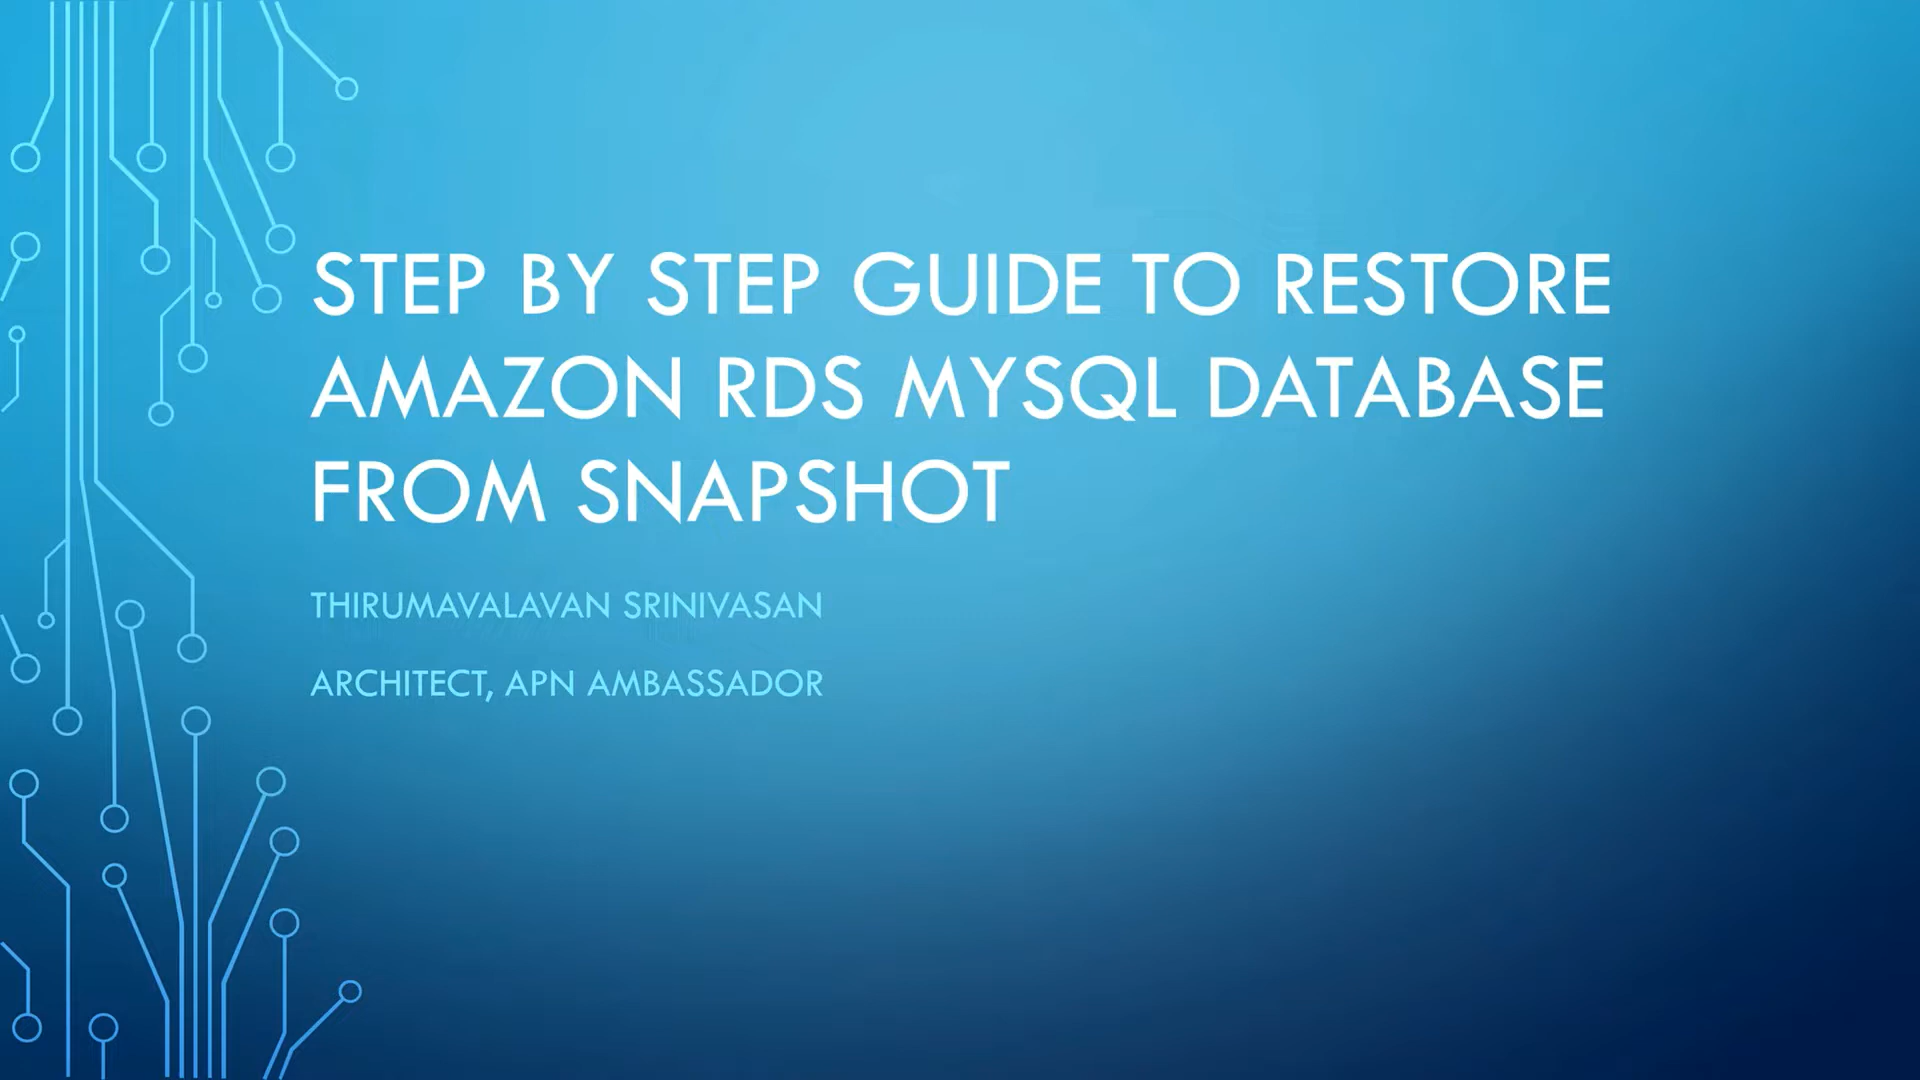 STEP BY STEP GUIDE TO RESTORE
AMAZON RDS MYSQL DATABASE
FROM SNAPSHOT
THIRUMAVALAVAN SRINIVASAN
ARCHITECT, APN AMBASSADOR